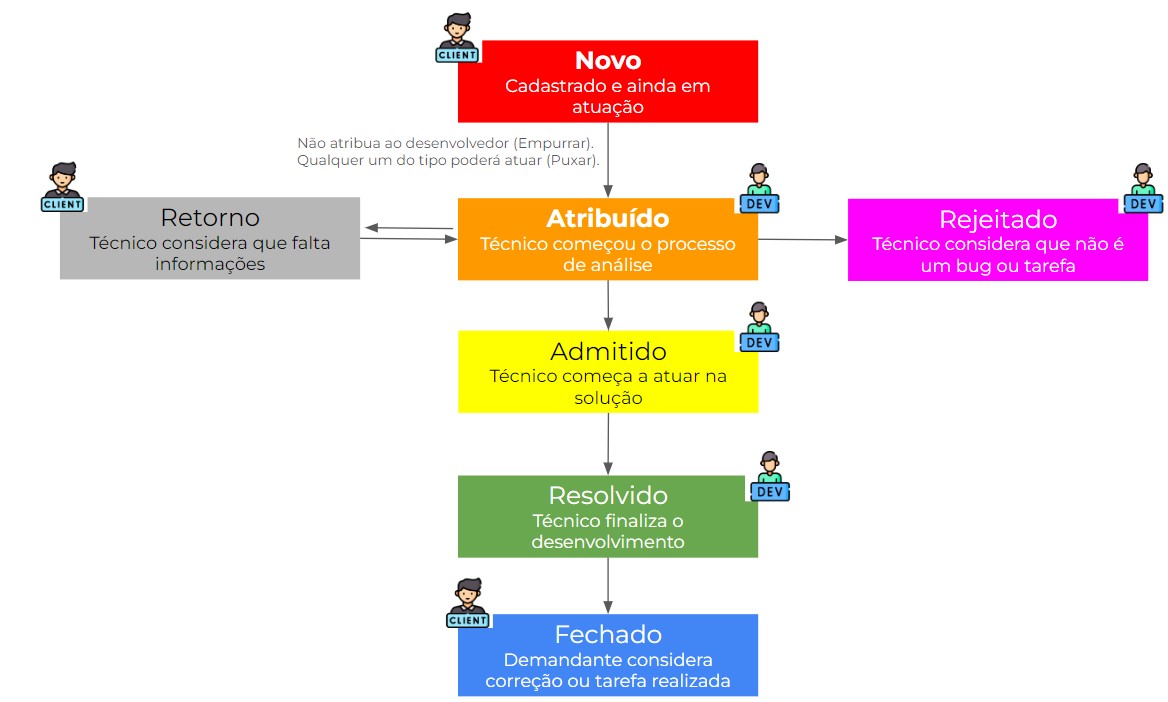 CLIENT
Novo
Cadastrado e ainda em
atuação
Não atribua ao desenvolvedor (Empurrar).
Qualquer um do tipo poderá atuar (Puxar).
CLIENT
Retorno
Técnico considera que falta
informações
DEV
Atribuído
Técnico começou o processo
de análise
DEV
Rejeitado
Técnico considera que não é
um bug ou tarefa
DEV
Admitido
Técnico começa a atuar na
solução
DEV
Resolvido
Técnico finaliza o
desenvolvimento
CLIENT
Fechado
Demandante considera
correção ou tarefa realizada